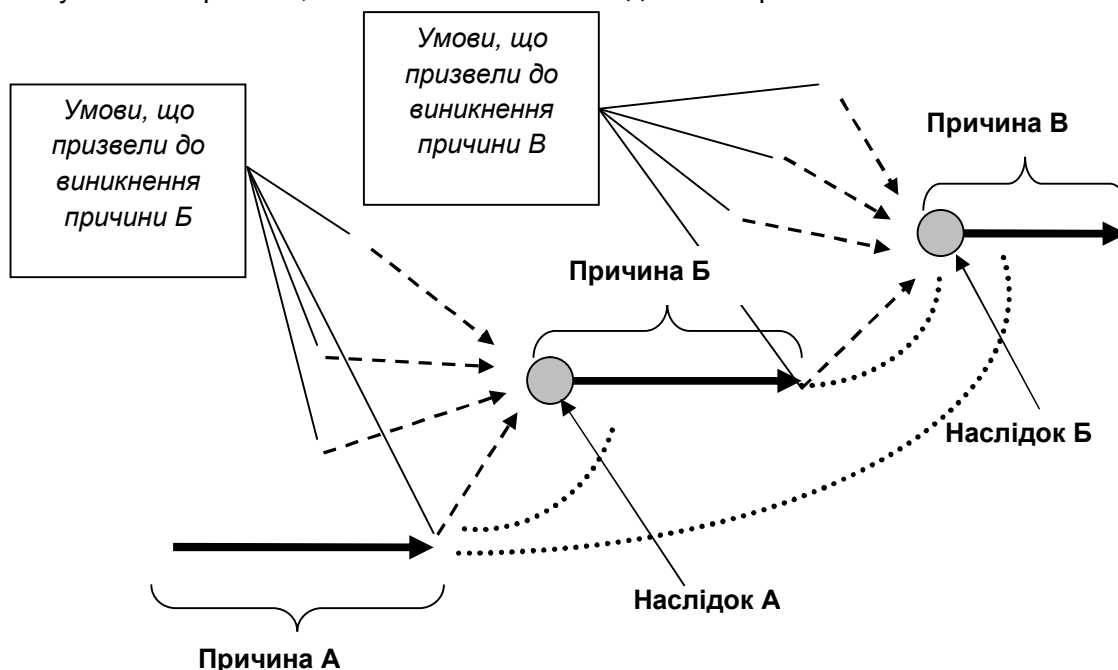 Умови, що
призвели до
виникнення
причини В
Умови, що
призвели до
виникнення
причини Б
Причина В
Причина Б
Наслідок Б
Наслідок А
Причина А